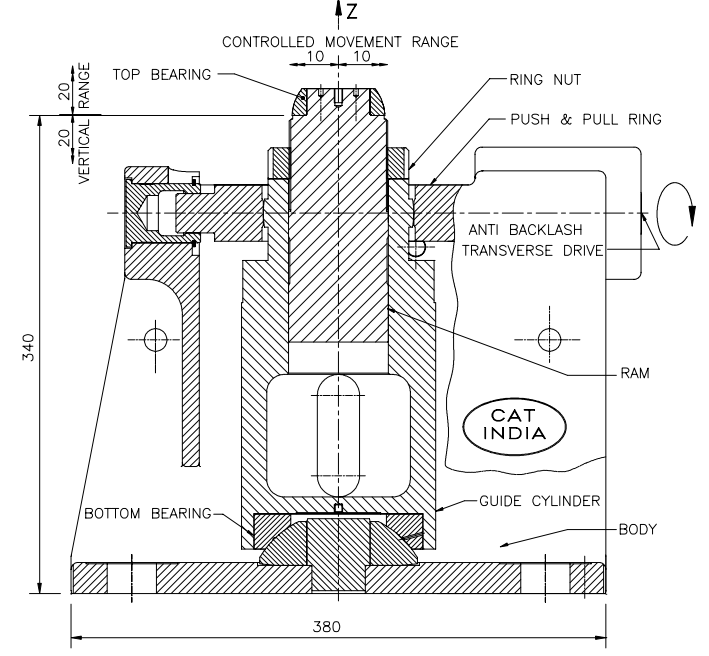 Z
CONTROLLED MOVEMENT RANGE
10 10
TOP BEARING
RING NUT
20 20
VERTICAL RANGE
PUSH & PULL RING
ANTI BACKLASH
TRANSVERSE DRIVE
340
RAM
CAT
INDIA
GUIDE CYLINDER
BOTTOM BEARING
BODY
380